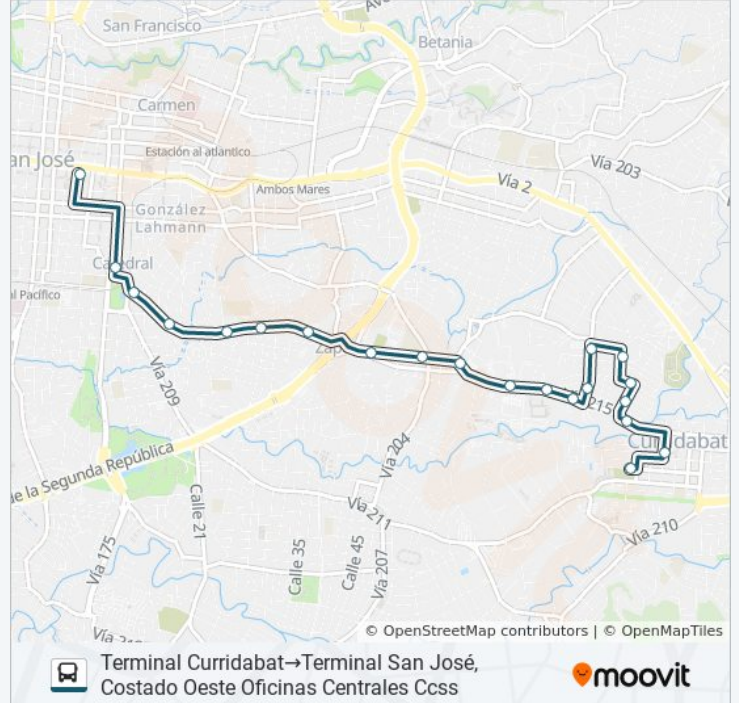 San Francisco
Betania
Carmen
an José
Estación al atlantico
Ambos Mares
Vía 203
Vía 2
González
Lahmann
Catedral
al Pacífico
Zap
Vía 209
Vía 215
Curridabat
Vía 204
e la Segunda República
Calle 21
Vía 211
Vía 210
Vía 175
Calle 35
Calle 45
Vía 207
© OpenStreetMap contributors | © OpenMapTiles
Terminal Curridabat→Terminal San José,
Costado Oeste Oficinas Centrales Ccss
moovit